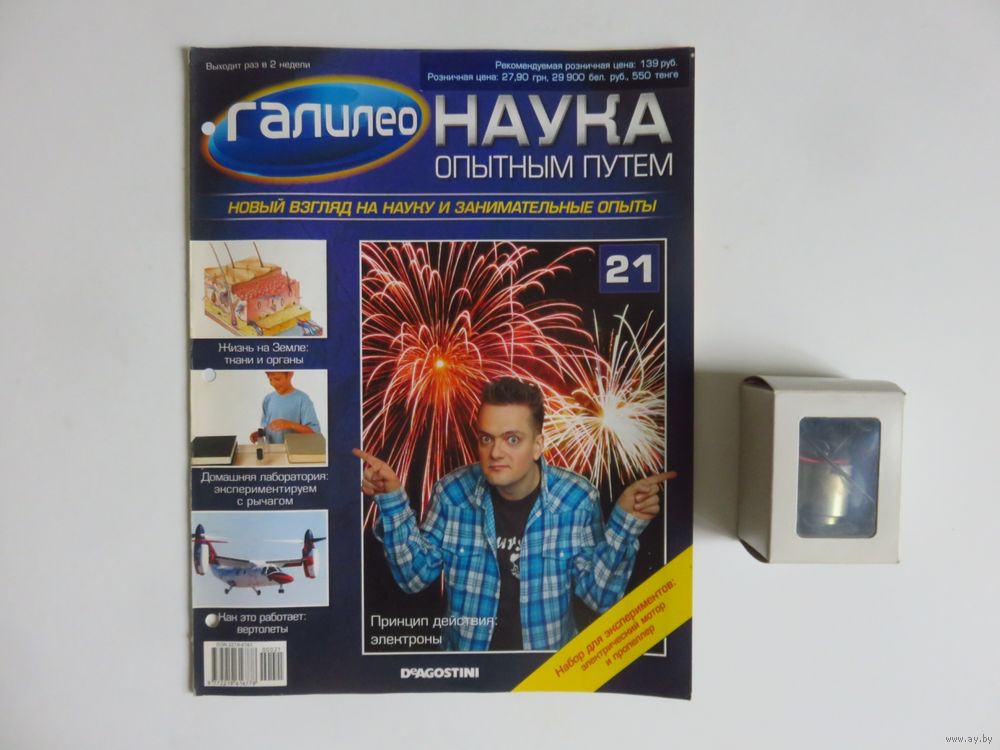 Выходит раз в 2 недели
Рекомендуемая розничная цена: 139 руб.
Розничная цена: 27,90 грн, 29 900 бел. руб., 550 тенге
галилео
НАУКА
ОПЫТНЫМ ПУТЕМ
НОВЫЙ ВЗГЛЯД НА НАУКУ И ЗАНИМАТЕЛЬНЫЕ ОПЫТЫ
21
Жизнь на Земле:
ткани и органы
Домашняя лаборатория:
экспериментируем
с рычагом
Как это работает:
вертолеты
Принцип действия:
электроны
Набор для экспериментов:
электрический мотор
и пропеллер
00021
DeAGOSTINI
www.ay.by